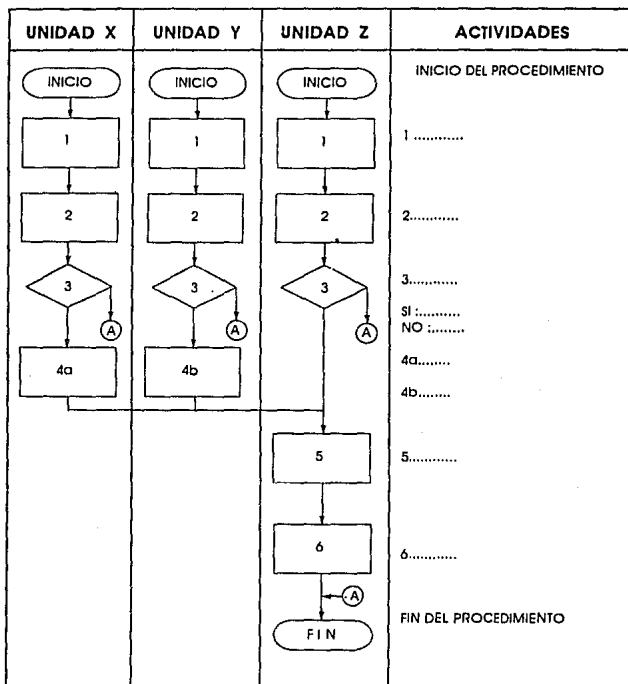 UNIDAD X UNIDAD Y UNIDAD Z ACTIVIDADES
INICIO INICIO INICIO INICIO DEL PROCEDIMIENTO
1 1 1 1 ............
2 2 2 2............
3 3 3 3............
SI :..........
A A A NO :........
4a 4b 4a........
4b........
5 5............
6 6............
A
FIN FIN DEL PROCEDIMIENTO